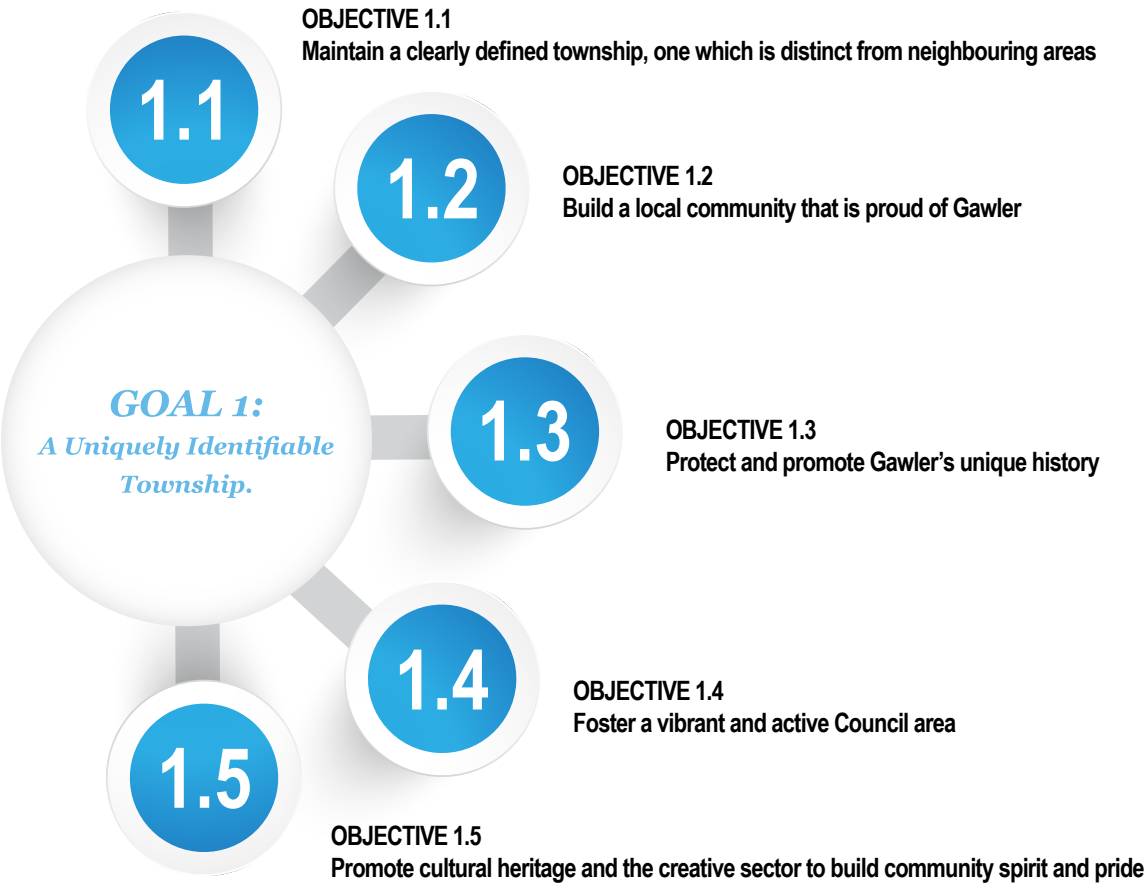 OBJECTIVE 1.1
Maintain a clearly defined township, one which is distinct from neighbouring areas
1.1
1.2
OBJECTIVE 1.2
Build a local community that is proud of Gawler
GOAL 1:
A Uniquely Identifiable
Township.
1.3
OBJECTIVE 1.3
Protect and promote Gawler’s unique history
1.4
OBJECTIVE 1.4
Foster a vibrant and active Council area
1.5
OBJECTIVE 1.5
Promote cultural heritage and the creative sector to build community spirit and pride